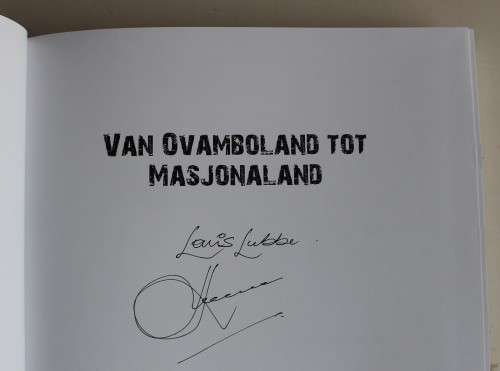 VAN OVAMBOLAND TOT
MASJONALAND
Louis Lubbe